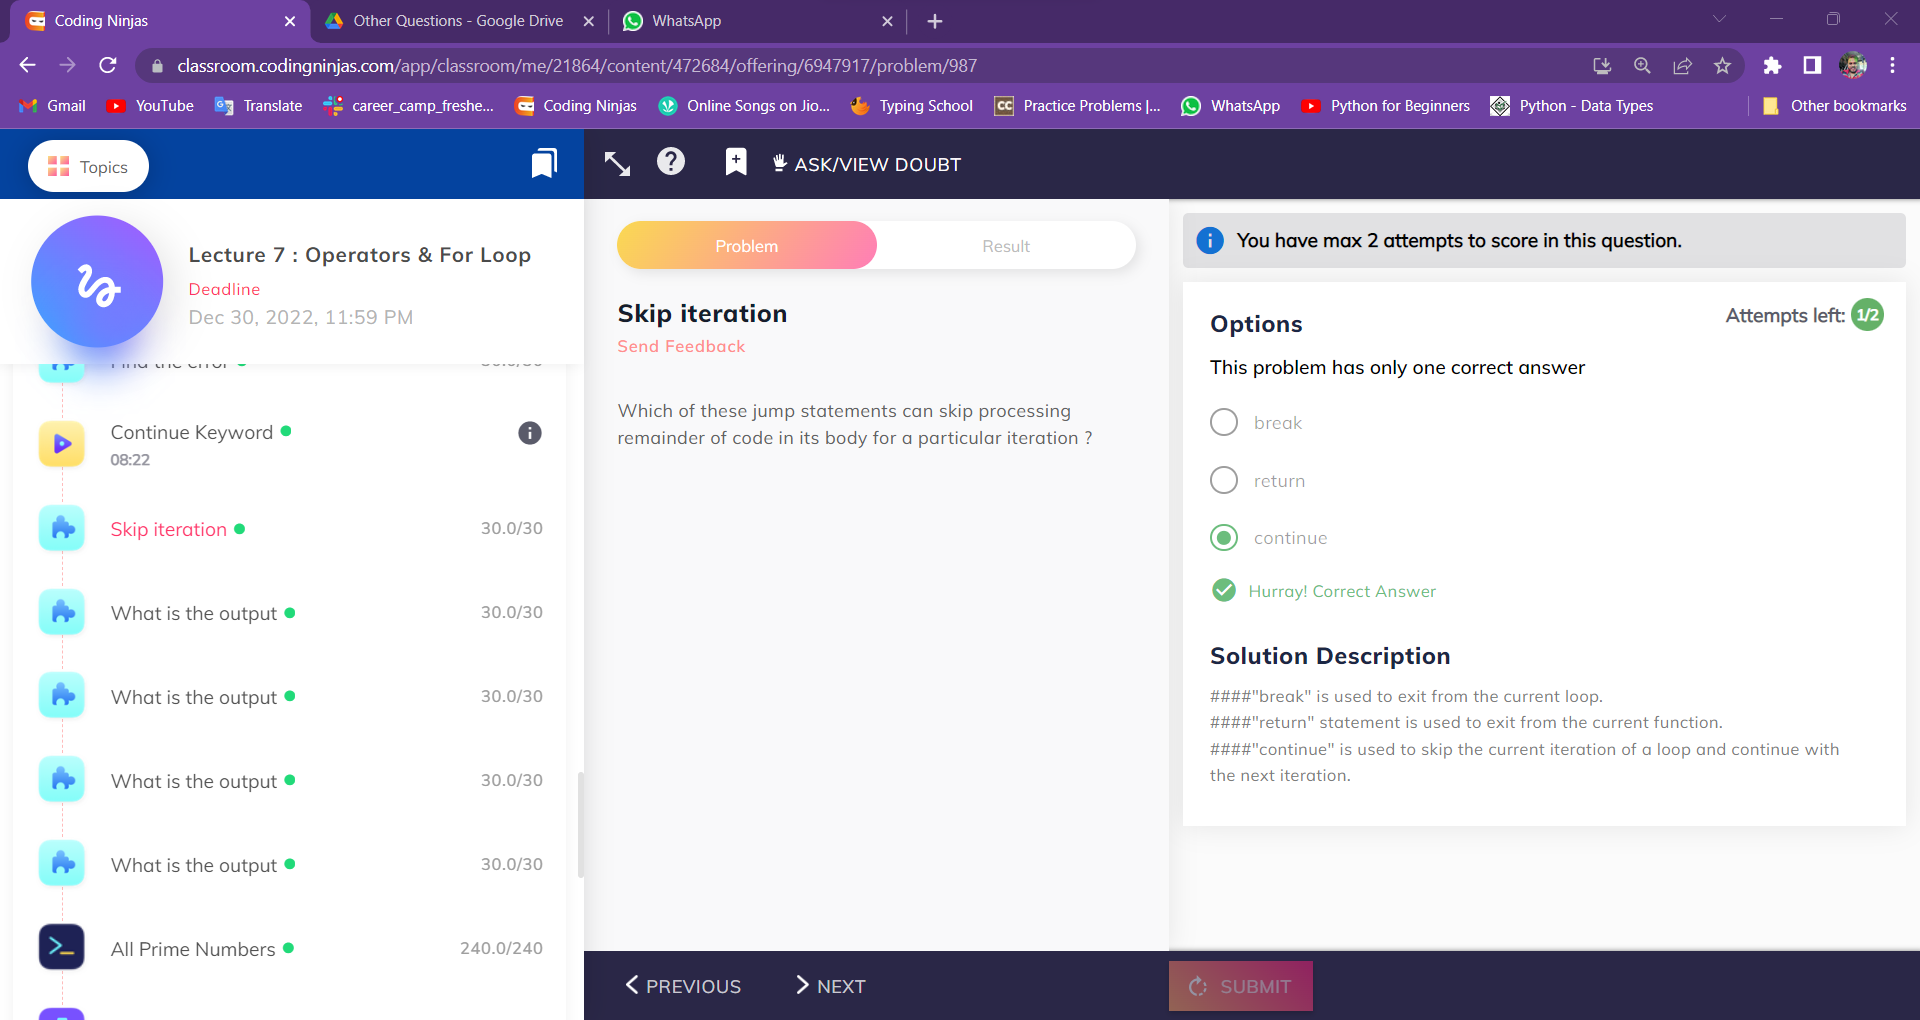 Coding Ninjas
Other Questions - Google Drive
WhatsApp
classroom.codingninjas.com/app/classroom/me/21864/content/472684/offering/6947917/problem/987
Gmail
YouTube
Translate
career_camp_freshe...
Coding Ninjas
Online Songs on Jio...
Typing School
CC
Practice Problems |...
WhatsApp
Python for Beginners
Python - Data Types
Other bookmarks
Topics
ASK/VIEW DOUBT
Lecture 7 : Operators & For Loop
Deadline
Dec 30, 2022, 11:59 PM
Find the error
30.0/30
Continue Keyword
08:22
Skip iteration
30.0/30
What is the output
30.0/30
What is the output
30.0/30
What is the output
30.0/30
What is the output
30.0/30
All Prime Numbers
240.0/240
Problem
Result
Skip iteration
Send Feedback
Which of these jump statements can skip processing
remainder of code in its body for a particular iteration ?
PREVIOUS
NEXT
You have max 2 attempts to score in this question.
Options
Attempts left: 1/2
This problem has only one correct answer
break
return
continue
Hurray! Correct Answer
Solution Description
####"break" is used to exit from the current loop.
####"return" statement is used to exit from the current function.
####"continue" is used to skip the current iteration of a loop and continue with
the next iteration.
SUBMIT